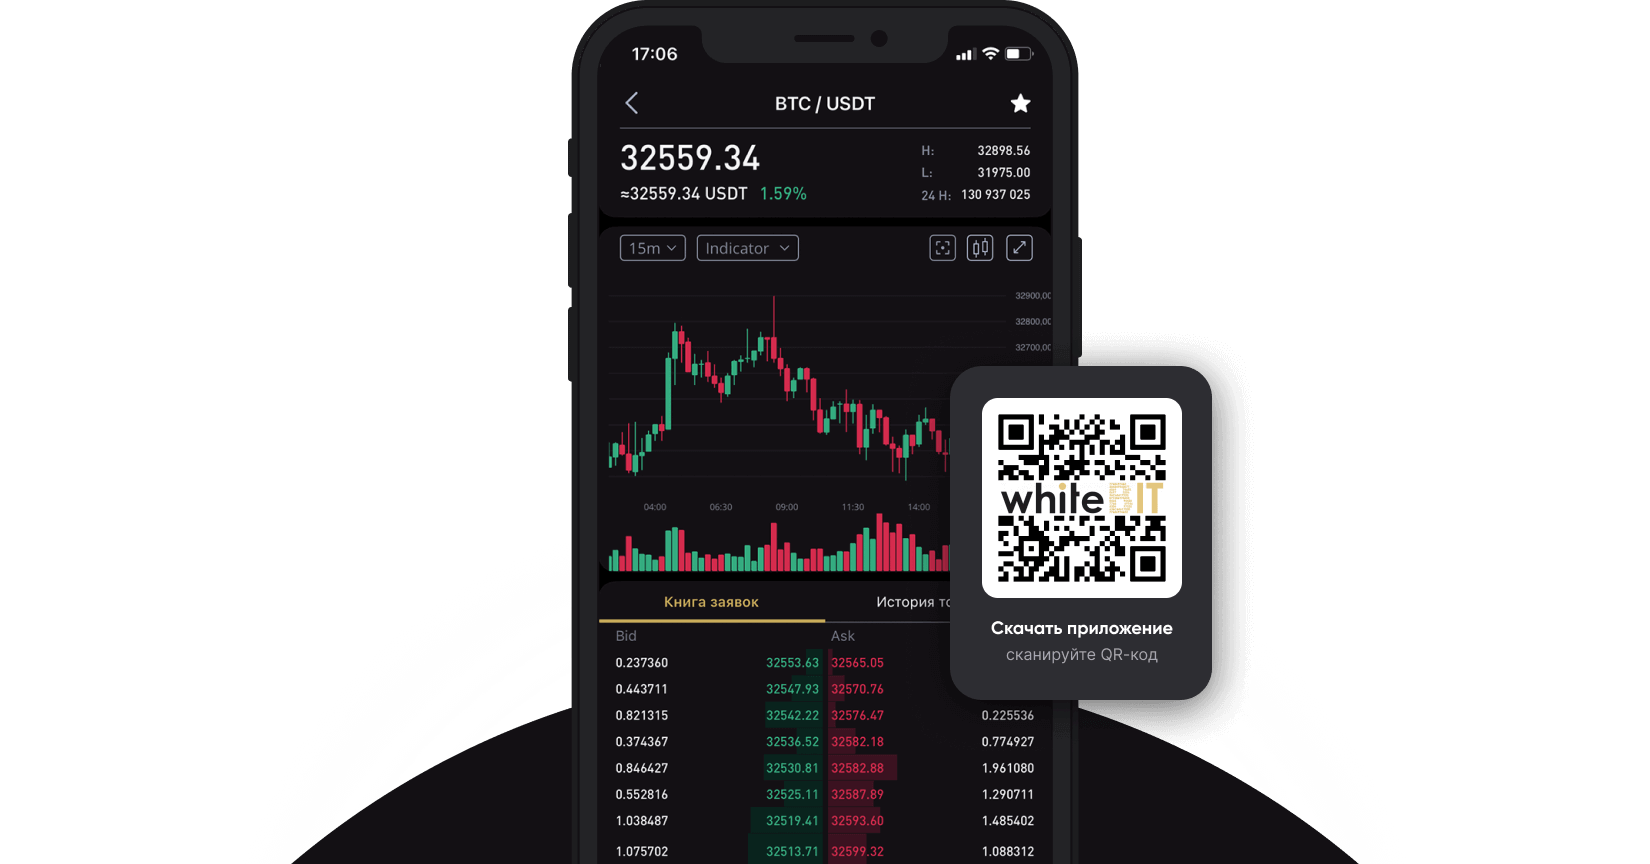 17:06
BTC / USDT
32559.34
≈32559.34 USDT 1.59%
H: 32898.56
L: 31975.00
24 H: 130 937 025
15m
Indicator
32900,00
32800,00
32700,00
04:00 06:30 09:00 11:30 14:00
whiteBIT
Скачать приложение
сканируйте QR-код
Книга заявок
История
Bid Ask
0.237360 32553.63 32565.05
0.443711 32547.93 32570.76
0.821315 32542.22 32576.47 0.225536
0.374367 32536.52 32582.18 0.774927
0.846427 32530.81 32582.88 1.961080
0.552816 32525.11 32587.89 1.290711
1.038487 32519.41 32593.60 1.485402
1.075702 32513.71 32599.32 1.088312